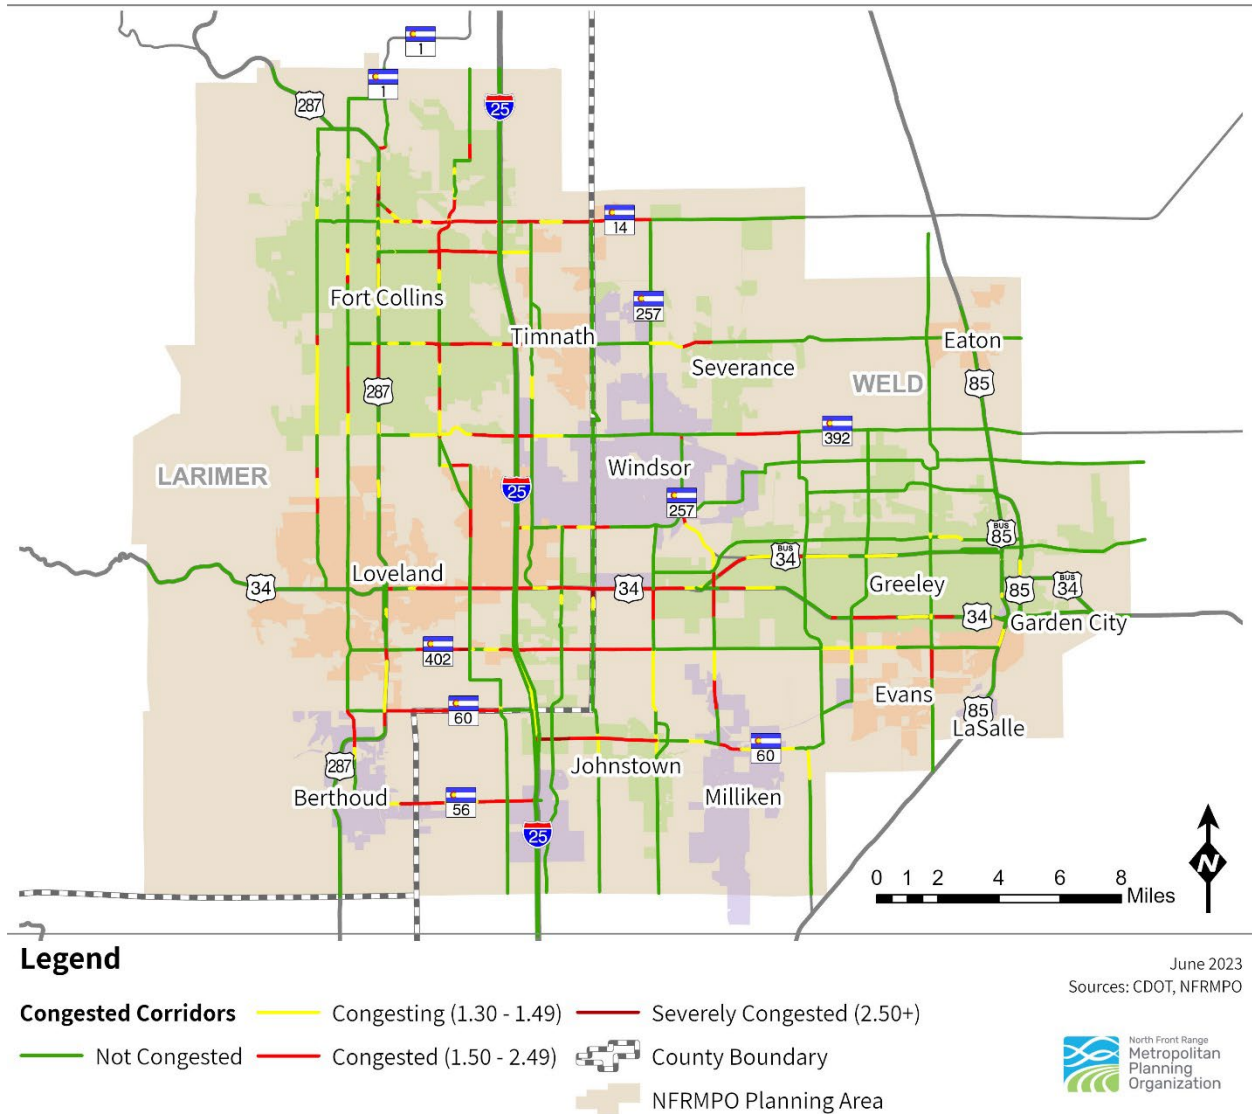 1
1
287
25
14
257
Fort Collins
Timnath
Eaton
Severance
WELD
85
287
392
LARIMER
Windsor
25
257
BUS
85
BUS
34
Loveland
34
34
Greeley
85
BUS
34
34
Garden City
402
Evans
60
85
LaSalle
60
Johnstown
287
Berthoud
56
Milliken
25
N
0 1 2 4 6 8
Miles
Legend
June 2023
Sources: CDOT, NFRMPO
Congested Corridors
Congesting (1.30 - 1.49)
Severely Congested (2.50+)
Not Congested
Congested (1.50 - 2.49)
County Boundary
NFRMPO Planning Area
North Front Range
Metropolitan
Planning
Organization